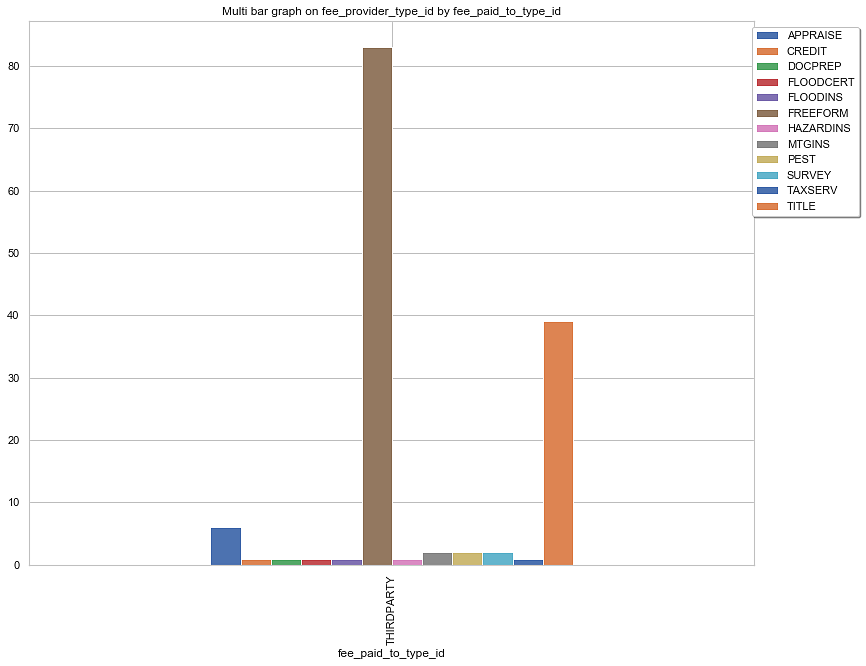 Multi bar graph on fee_provider_type_id by fee_paid_to_type_id
APPRAISE
CREDIT
DOCPREP
FLOODCERT
FLOODINS
FREEFORM
HAZARDINS
MTGINS
PEST
SURVEY
TAXSERV
TITLE
80
70
60
50
40
30
20
10
0
THIRDPARTY
fee_paid_to_type_id